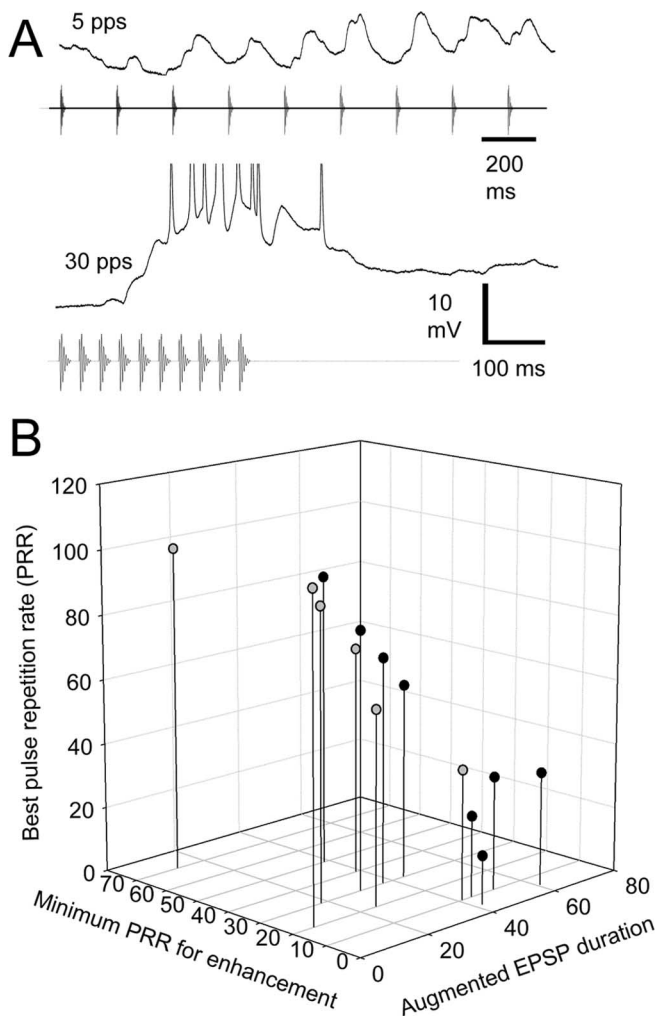 A
5 pps
200
ms
30 pps
10
mV
100 ms
B
Best pulse repetition rate (PRR)
120
100
80
60
40
20
0
70
60
50
40
30
20
10
0
Minimum PRR for enhancement
0
20
40
60
80
Augmented EPSP duration